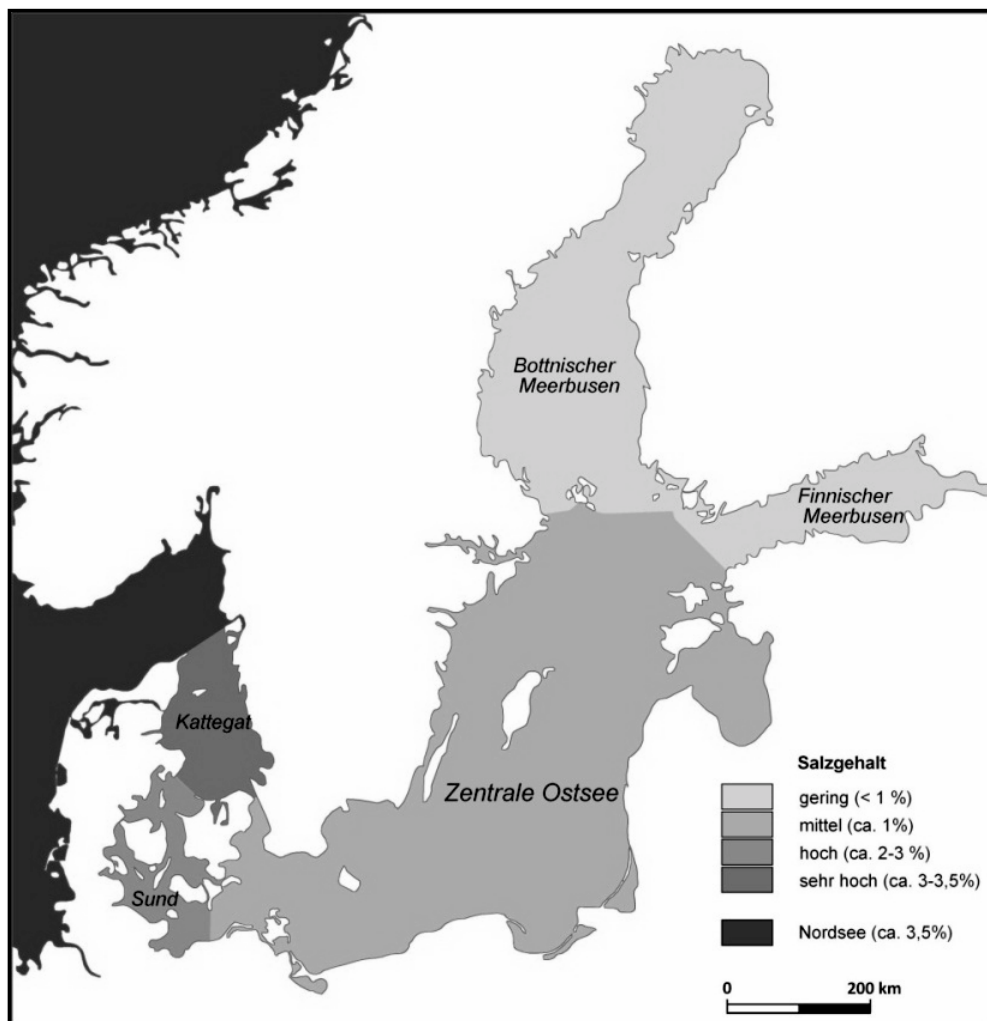 Bottnischer
Meerbusen
Finnischer
Meerbusen
Kattegat
Zentrale Ostsee
Sund
Salzgehalt
gering (< 1 %)
mittel (ca. 1%)
hoch (ca. 2-3 %)
sehr hoch (ca. 3-3,5%)
Nordsee (ca. 3,5%)
0 200 km